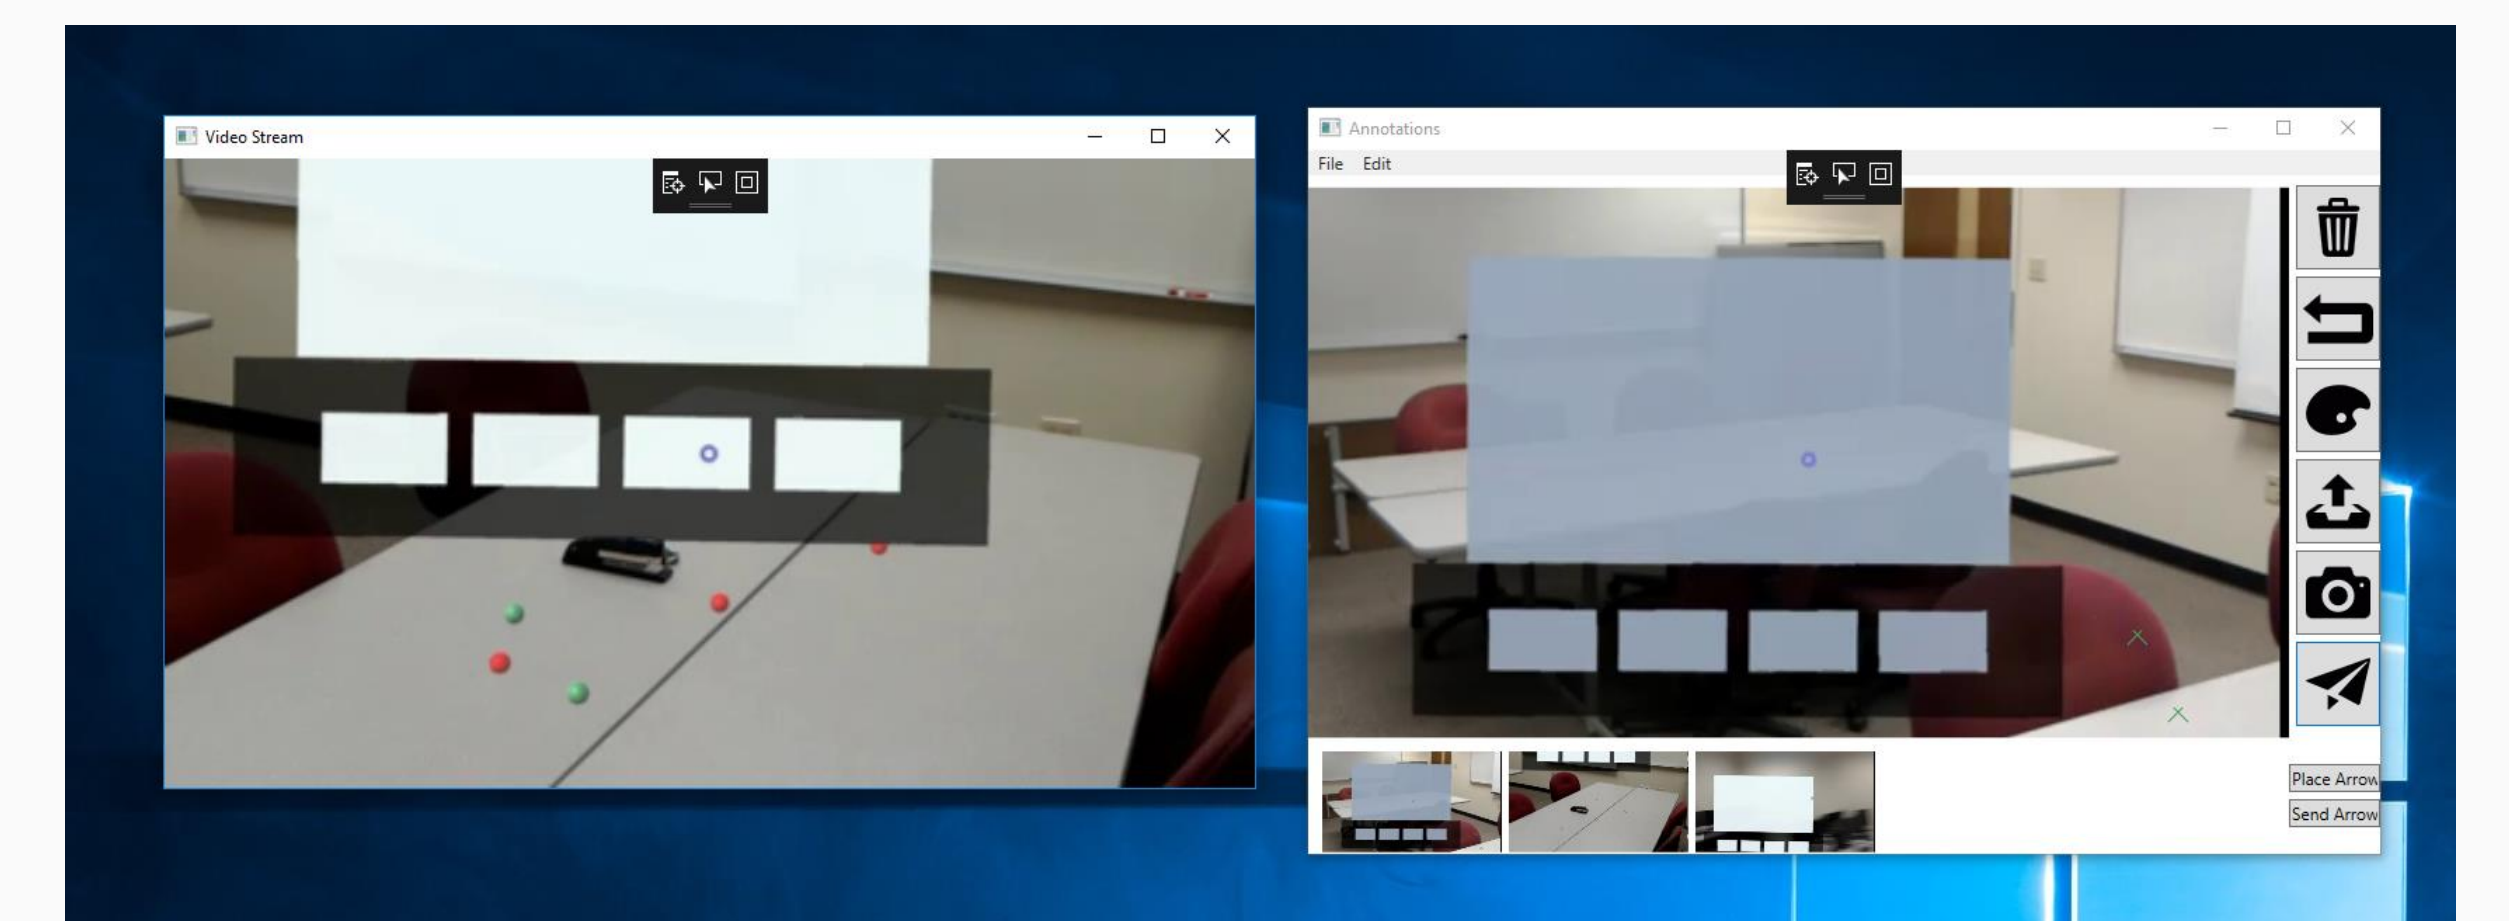 Video Stream
Annotations
File Edit
Place Arrow
Send Arrow